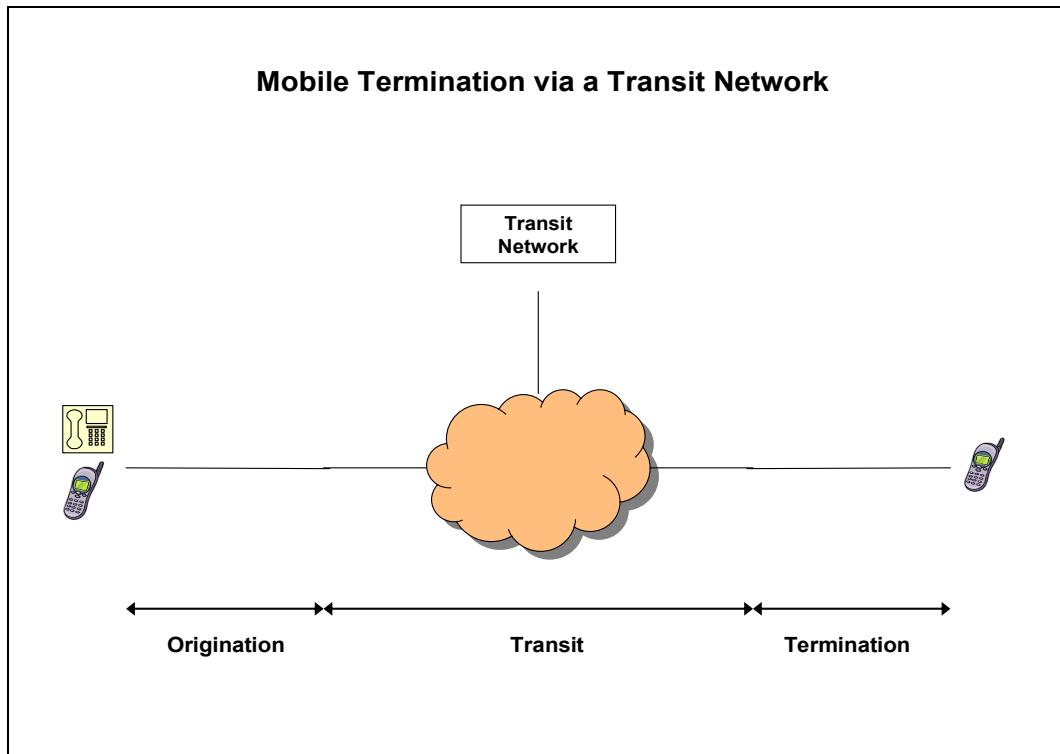 Mobile Termination via a Transit Network
Transit
Network
Origination
Transit
Termination